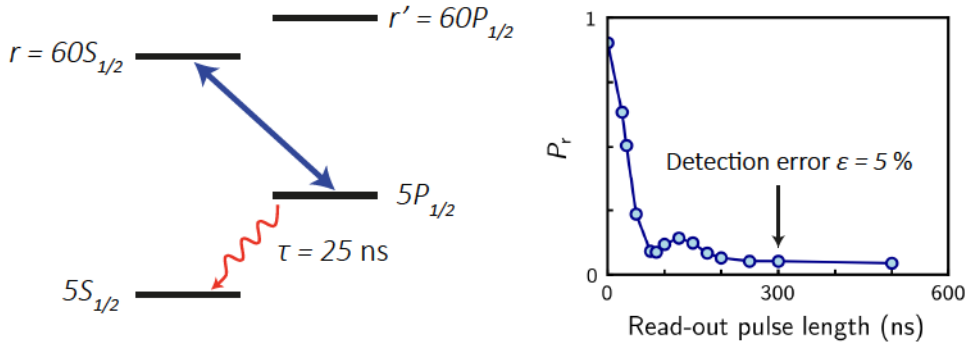 r' = 60P1/2
r = 60S1/2
5P1/2
τ = 25 ns
5S1/2
1
Pr
Detection error ε = 5 %
0
0 300 600
Read-out pulse length (ns)